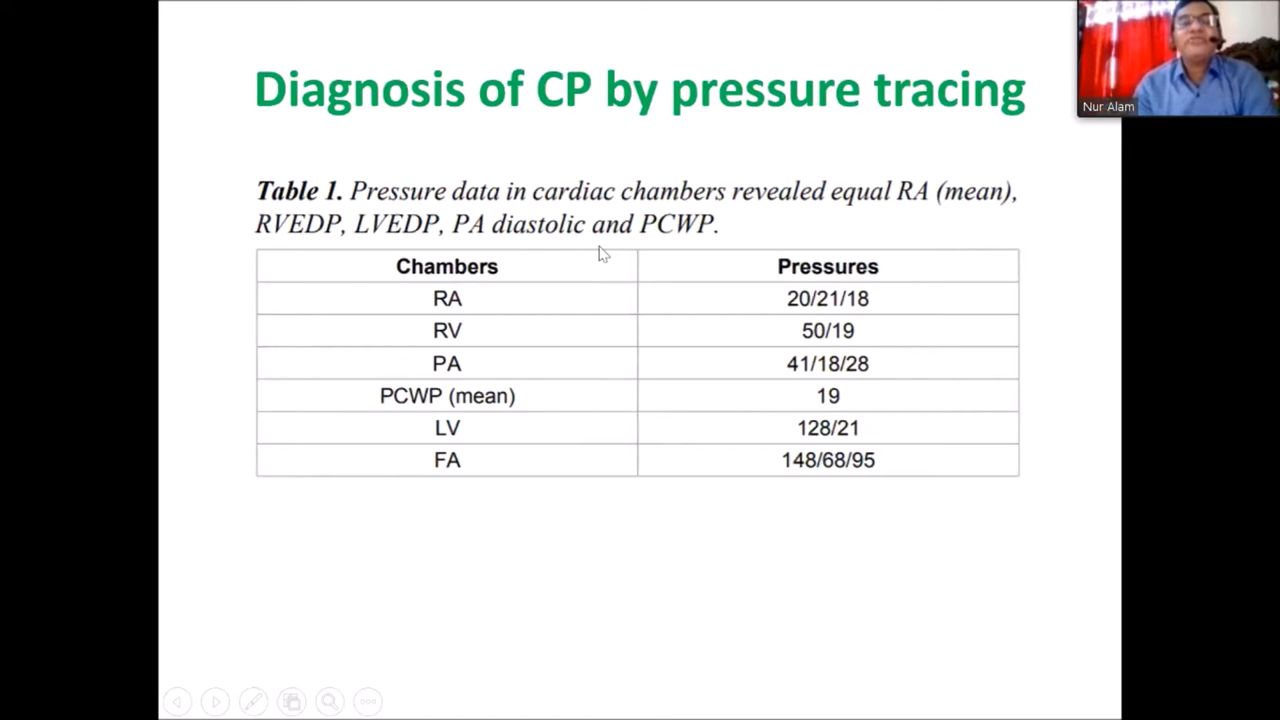 Diagnosis of CP by pressure tracing
Nur Alam
Table 1. Pressure data in cardiac chambers revealed equal RA (mean),
RVEDP, LVEDP, PA diastolic and PCWP.
Chambers Pressures
RA 20/21/18
RV 50/19
PA 41/18/28
PCWP (mean) 19
LV 128/21
FA 148/68/95